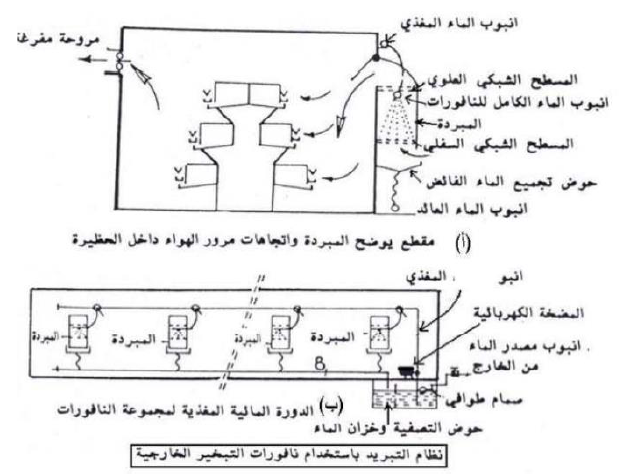 انبوب الماء المغذي
مروحة مفرغة
المسطح الشبكي العلوي
انبوب الماء الكامل للنافورات
المبردة
المسطح الشبكي السفلي
حوض تجميع الماء الفائض
انبوب الماء العائد
(أ) مقطع يوضح المبردة واتجاهات مرور الهواء داخل الحظيرة
انبو . المغذي
المضخة الكهربائية
انبوب مصدر الماء
من الخارج
المبردة
المبردة
المبردة
المبردة
B
صمام طوافي
(ب) الدورة المائية المغذية لمجموعة النافورات
حوض التصفية وخزان الماء
نظام التبريد باستخدام نافورات التبخير الخارجية